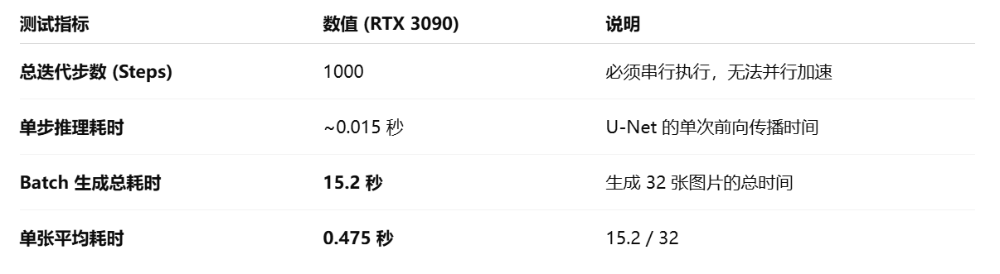 测试指标 数值 (RTX 3090) 说明
总迭代步数 (Steps) 1000 必须串行执行，无法并行加速
单步推理耗时 ~0.015 秒 U-Net 的单次前向传播时间
Batch 生成总耗时 15.2 秒 生成 32 张图片的总时间
单张平均耗时 0.475 秒 15.2 / 32